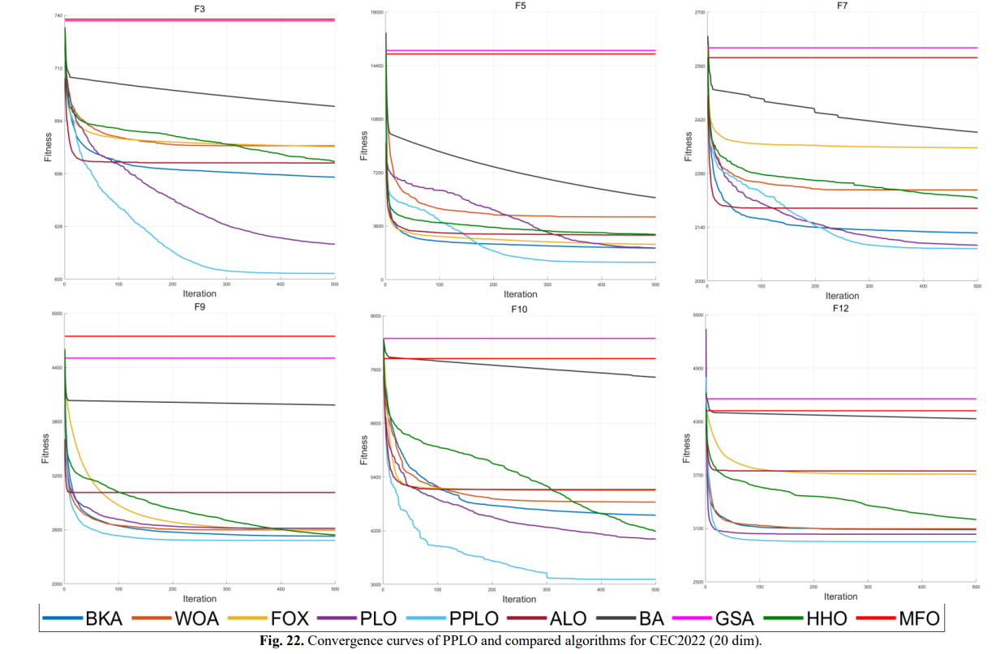 F3
740
712
684
656
628
600
Fitness
0 100 200 300 400 500
Iteration
F5
18000
14400
10800
7200
3600
0
Fitness
0 100 200 300 400 500
Iteration
F7
2700
2560
2420
2280
2140
2000
Fitness
0 100 200 300 400 500
Iteration
F9
5000
4400
3800
3200
2600
2000
Fitness
0 100 200 300 400 500
Iteration
F10
9000
7800
6600
5400
4200
3000
Fitness
0 100 200 300 400 500
Iteration
F12
5500
4900
4300
3700
3100
2500
Fitness
0 100 200 300 400 500
Iteration
BKA WOA FOX PLO PPLO ALO BA GSA HHO MFO
Fig. 22. Convergence curves of PPLO and compared algorithms for CEC2022 (20 dim).